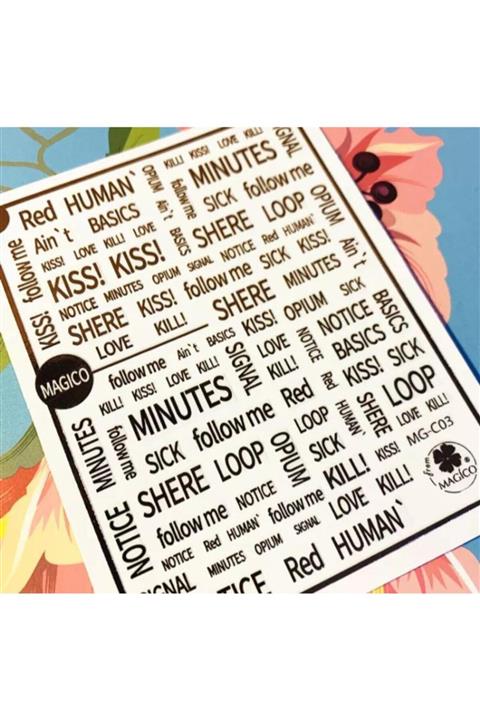 KILL! KISS! LOVE KILL! SIGNAL
Red HUMAN` OPIUM follow me MINUTES
Ain`t BASICS Ain`t SICK follow me
follow me KISS! LOVE KILL! LOVE BASICS SHERE LOOP OPIUM
KISS! KISS! KISS! NOTICE Red HUMAN`
NOTICE MINUTES OPIUM SIGNAL follow me SICK KISS! Ain`t
SHERE KISS! SHERE MINUTES
LOVE KILL! KISS! OPIUM SICK
MAGICO follow me Ain`t BASICS LOVE NOTICE BASICS
KILL! KISS! LOVE KILL! SIGNAL KILL! NOTICE BASICS
MINUTES follow me MINUTES Red KISS! SICK
SICK follow me Red SHERE LOOP
SHERE LOOP OPIUM LOOP HUMAN` LOVE KILL!
NOTICE follow me NOTICE SICK KISS! MG-C03
NOTICE Red HUMAN` follow me KILL! from MAGICO
SIGNAL MINUTES OPIUM SIGNAL LOVE KILL!
NOTICE Red HUMAN`